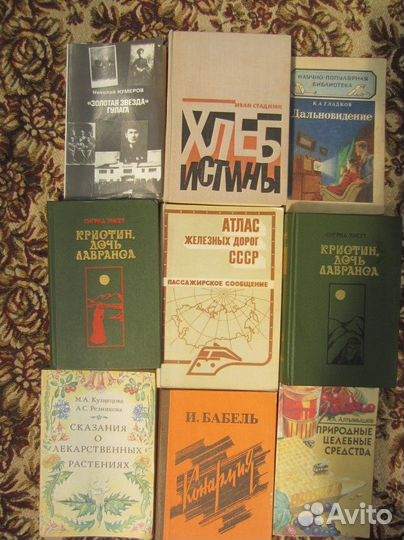 Николай КУМЕРОВ
«ЗОЛОТАЯ ЗВЕЗДА»
ГУЛАГА
ИВАН СТАДНЮК
ХЛЕБ
ИСТИНЫ
НАУЧНО-ПОПУЛЯРНАЯ
БИБЛИОТЕКА
К.А.ГЛАДКОВ
Дальновидение
СИГРИД УНСЕТ
КРИСТИН,
ДОЧЬ
ЛАВРАНСА
АТЛАС
ЖЕЛЕЗНЫХ ДОРОГ
СССР
ПАССАЖИРСКОЕ СООБЩЕНИЕ
СИГРИД УНСЕТ
КРИСТИН,
ДОЧЬ
ЛАВРАНСА
М.А. Кузнецова
А.С. Резникова
СКАЗАНИЯ
О
ЛЕКАРСТВЕННЫХ
РАСТЕНИЯХ
И. БАБЕЛЬ
Конармия
А.А. Алтымышев
ПРИРОДНЫЕ
ЦЕЛЕБНЫЕ
СРЕДСТВА
Avito